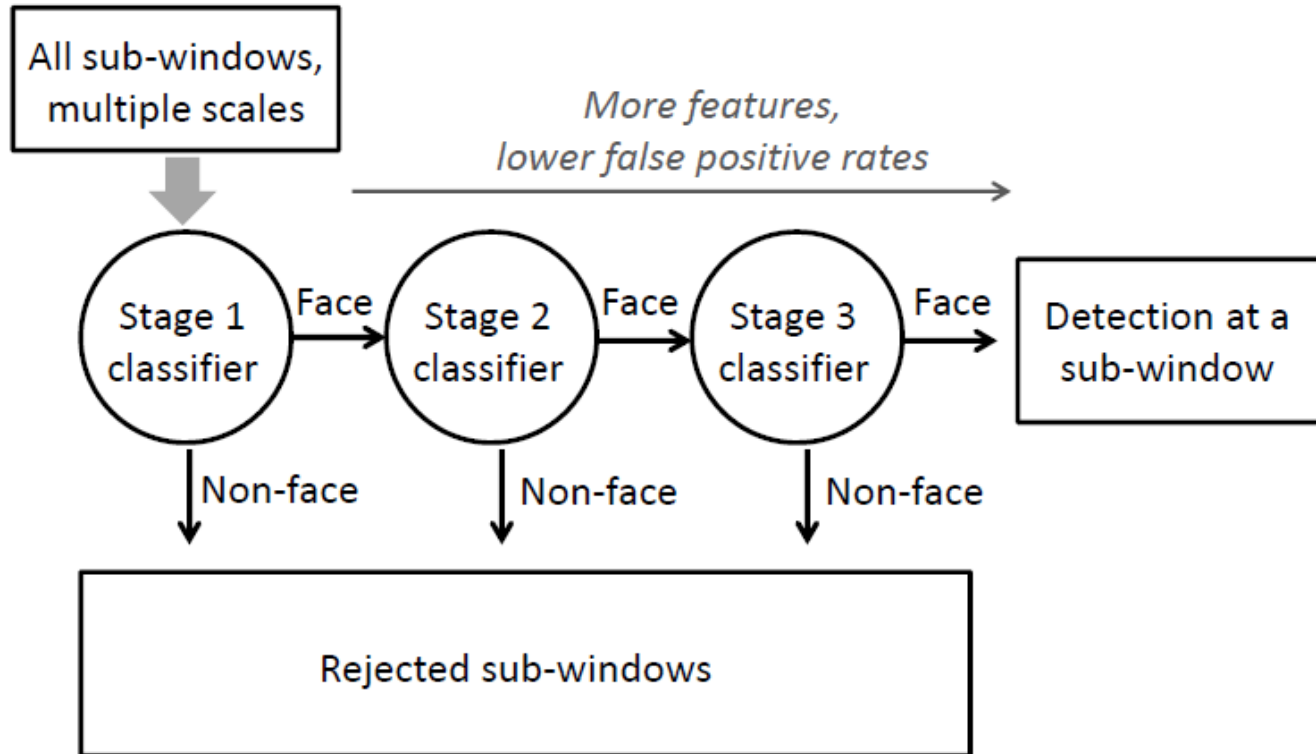 All sub-windows,
multiple scales
More features,
lower false positive rates
Stage 1
classifier
Face
Stage 2
classifier
Face
Stage 3
classifier
Face
Detection at a
sub-window
Non-face
Non-face
Non-face
Rejected sub-windows